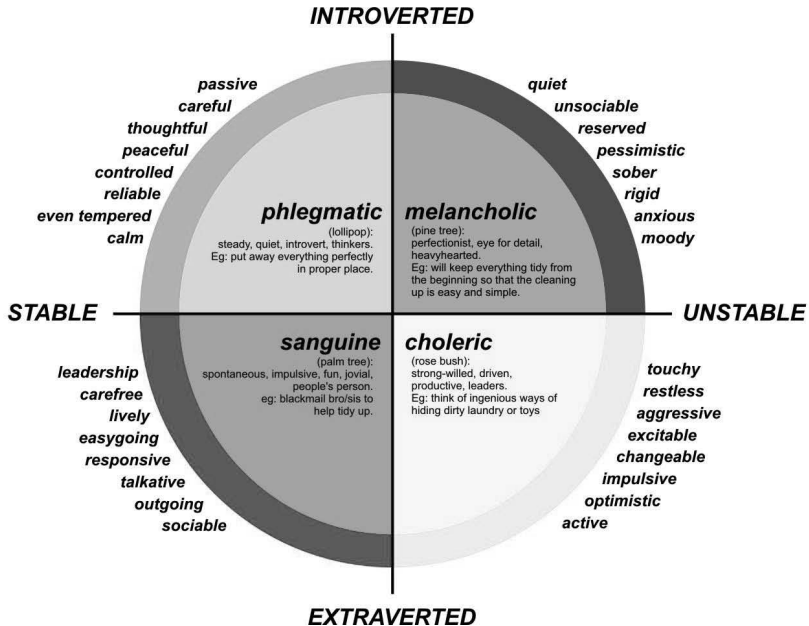 INTROVERTED
passive
careful
thoughtful
peaceful
controlled
reliable
even tempered
calm
quiet
unsociable
reserved
pessimistic
sober
rigid
anxious
moody
phlegmatic
(lollipop):
steady, quiet, introvert, thinkers.
Eg: put away everything perfectly
in proper place.
melancholic
(pine tree):
perfectionist, eye for detail,
heavyhearted.
Eg: will keep everything tidy from
the beginning so that the cleaning
up is easy and simple.
STABLE
UNSTABLE
sanguine
(palm tree):
spontaneous, impulsive, fun, jovial,
people's person.
eg: blackmail bro/sis to
help tidy up.
choleric
(rose bush):
strong-willed, driven,
productive, leaders.
Eg: think of ingenious ways of
hiding dirty laundry or toys
leadership
carefree
lively
easygoing
responsive
talkative
outgoing
sociable
touchy
restless
aggressive
excitable
changeable
impulsive
optimistic
active
EXTRAVERTED